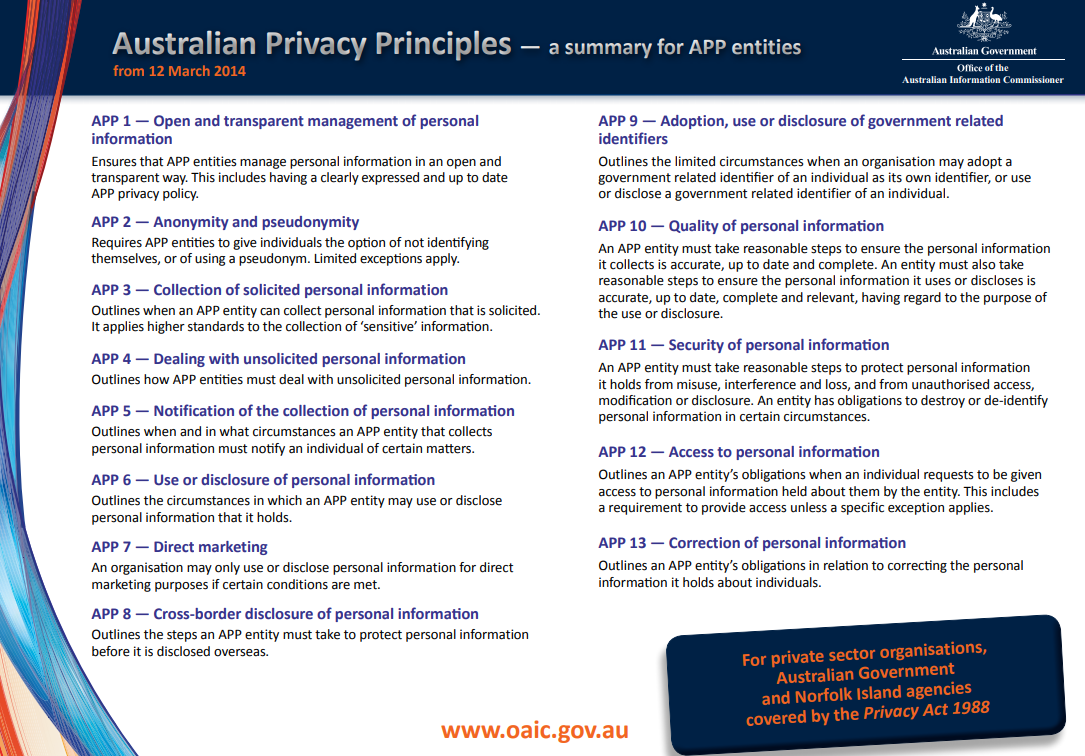 Australian Privacy Principles — a summary for APP entities
from 12 March 2014
Australian Government
Office of the
Australian Information Commissioner
APP 1 — Open and transparent management of personal
information
Ensures that APP entities manage personal information in an open and
transparent way. This includes having a clearly expressed and up to date
APP privacy policy.
APP 2 — Anonymity and pseudonymity
Requires APP entities to give individuals the option of not identifying
themselves, or of using a pseudonym. Limited exceptions apply.
APP 3 — Collection of solicited personal information
Outlines when an APP entity can collect personal information that is solicited.
It applies higher standards to the collection of ‘sensitive’ information.
APP 4 — Dealing with unsolicited personal information
Outlines how APP entities must deal with unsolicited personal information.
APP 5 — Notification of the collection of personal information
Outlines when and in what circumstances an APP entity that collects
personal information must notify an individual of certain matters.
APP 6 — Use or disclosure of personal information
Outlines the circumstances in which an APP entity may use or disclose
personal information that it holds.
APP 7 — Direct marketing
An organisation may only use or disclose personal information for direct
marketing purposes if certain conditions are met.
APP 8 — Cross-border disclosure of personal information
Outlines the steps an APP entity must take to protect personal information
before it is disclosed overseas.
APP 9 — Adoption, use or disclosure of government related
identifiers
Outlines the limited circumstances when an organisation may adopt a
government related identifier of an individual as its own identifier, or use
or disclose a government related identifier of an individual.
APP 10 — Quality of personal information
An APP entity must take reasonable steps to ensure the personal information
it collects is accurate, up to date and complete. An entity must also take
reasonable steps to ensure the personal information it uses or discloses is
accurate, up to date, complete and relevant, having regard to the purpose of
the use or disclosure.
APP 11 — Security of personal information
An APP entity must take reasonable steps to protect personal information
it holds from misuse, interference and loss, and from unauthorised access,
modification or disclosure. An entity has obligations to destroy or de-identify
personal information in certain circumstances.
APP 12 — Access to personal information
Outlines an APP entity’s obligations when an individual requests to be given
access to personal information held about them by the entity. This includes
a requirement to provide access unless a specific exception applies.
APP 13 — Correction of personal information
Outlines an APP entity’s obligations in relation to correcting the personal
information it holds about individuals.
For private sector organisations,
Australian Government
and Norfolk Island agencies
covered by the Privacy Act 1988
www.oaic.gov.au